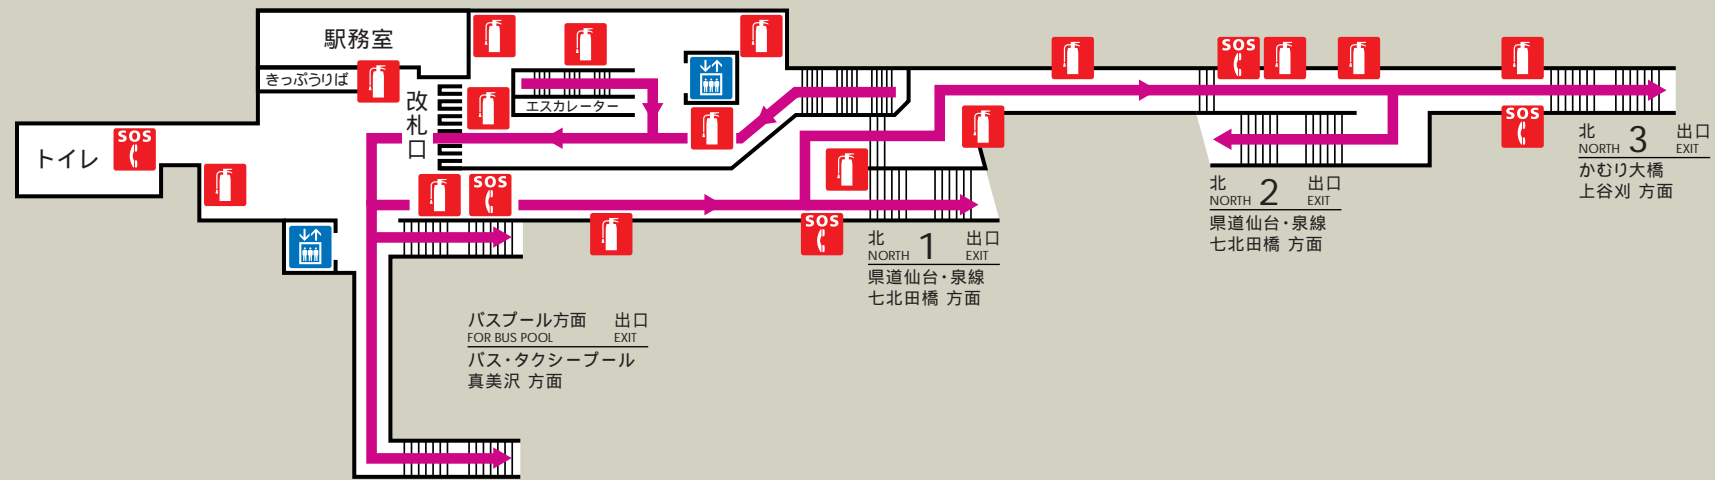 駅務室
きっぷうりば
改札口
エスカレーター
トイレ
SOS
SOS
SOS
SOS
SOS
北 NORTH 1 出口 EXIT
県道仙台・泉線
七北田橋 方面
北 NORTH 2 出口 EXIT
県道仙台・泉線
七北田橋 方面
北 NORTH 3 出口 EXIT
かむり大橋
上谷刈 方面
バスプール方面 出口
FOR BUS POOL EXIT
バス・タクシープール
真美沢 方面